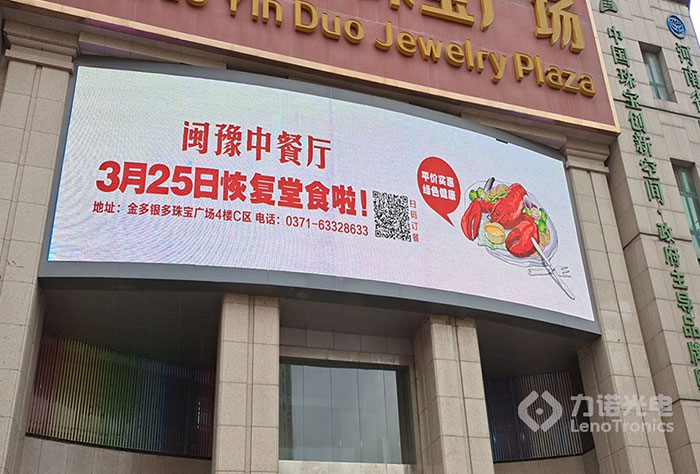 Yin Duo Jewelry Plaza
闽豫中餐厅
3月25日恢复堂食啦!
地址:金多银多珠宝广场4楼C区 电话:0371-63328633
扫码订餐
平价实惠
绿色健康
中国珠宝创新空间·政府主导品牌
力诺光电
LenoTronics